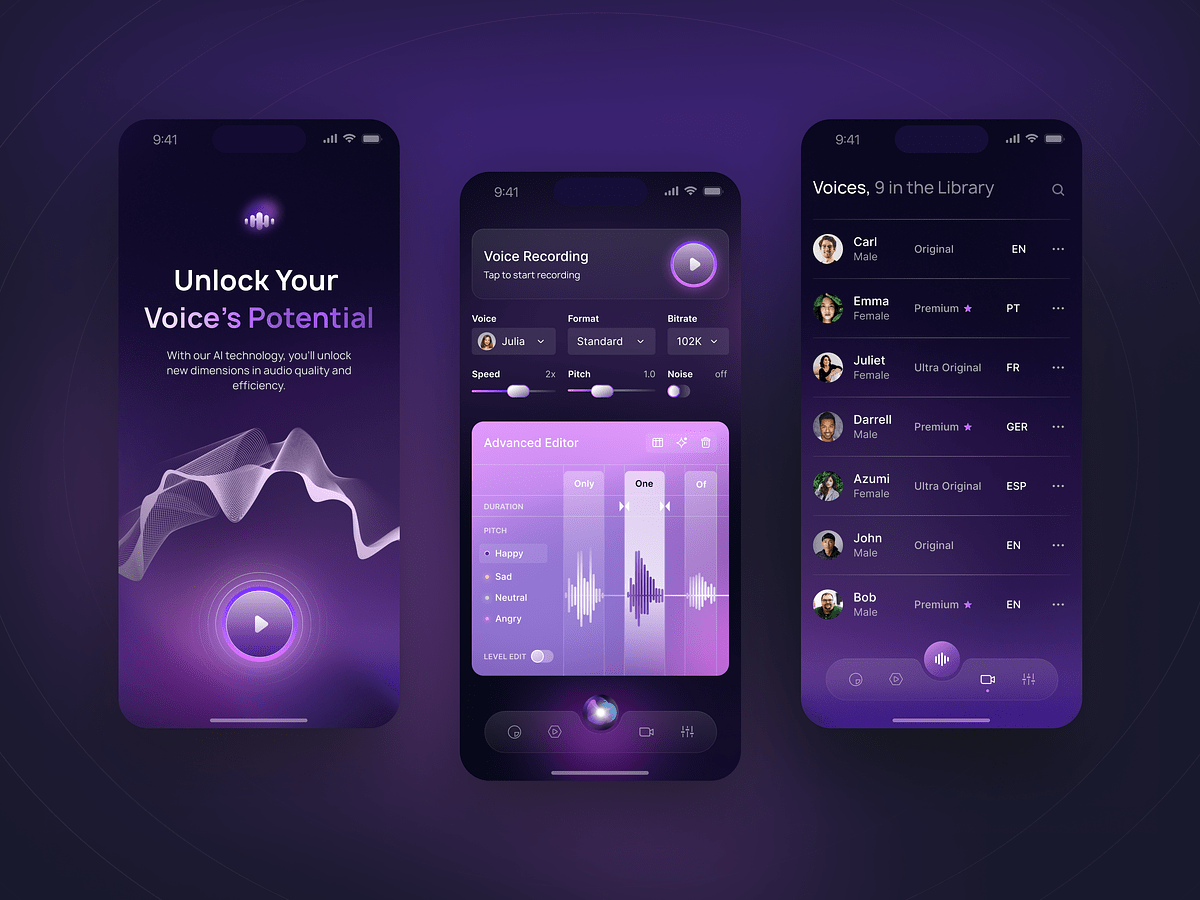 9:41
Unlock Your
Voice's Potential
With our AI technology, you'll unlock
new dimensions in audio quality and
efficiency.
9:41
Voice Recording
Tap to start recording
Voice Format Bitrate
Julia Standard 102K
Speed 2x Pitch 1.0 Noise off
Advanced Editor
Only One Of
DURATION
PITCH
Happy
Sad
Neutral
Angry
LEVEL EDIT
9:41
Voices, 9 in the Library
Carl Original EN
Male
Emma Premium PT
Female
Juliet Ultra Original FR
Female
Darrell Premium GER
Male
Azumi Ultra Original ESP
Female
John Original EN
Male
Bob Premium EN
Male